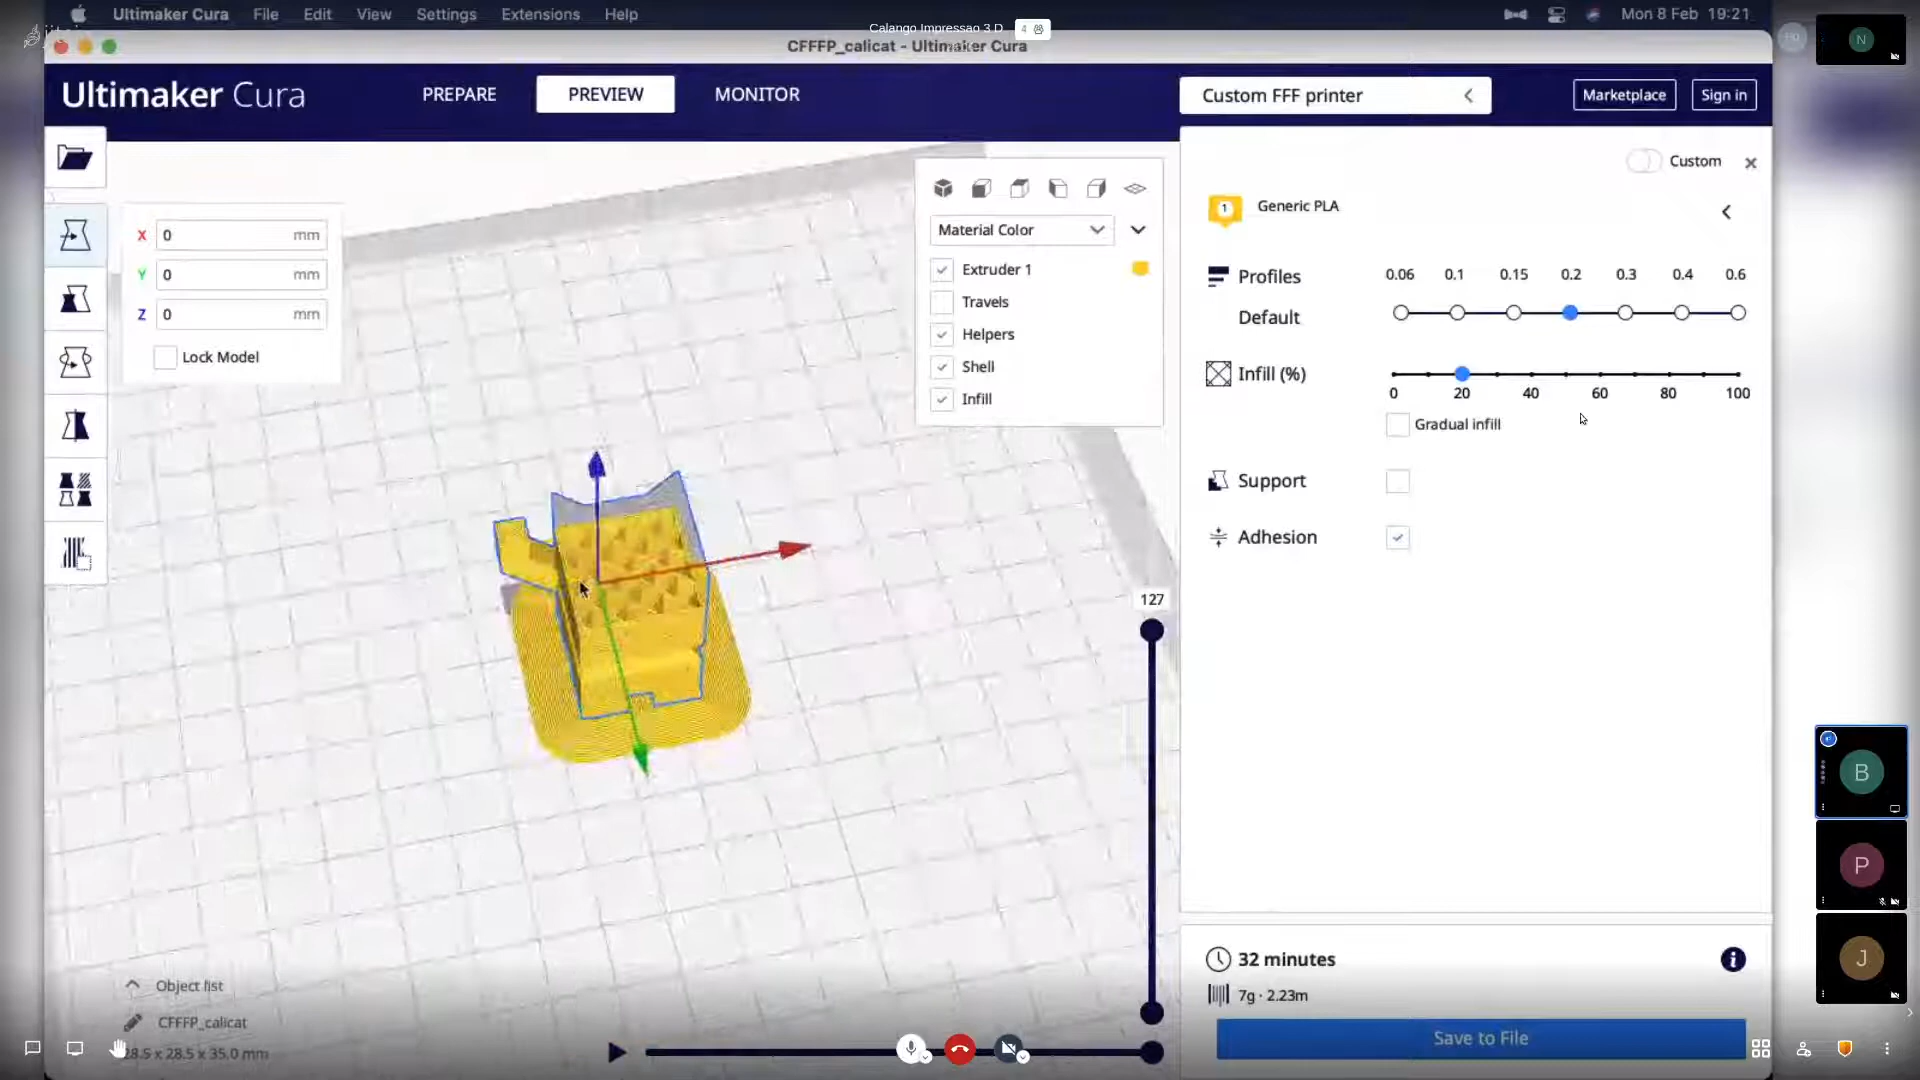 Ultimaker Cura File Edit View Settings Extensions Help
Mon 8 Feb 19:21
Calango Impressao 3 D 4
CFFFP_calicat - Ultimaker Cura
N
Ultimaker Cura
PREPARE PREVIEW MONITOR
Custom FFF printer
Marketplace Sign in
Custom
1 Generic PLA
X 0 mm
Y 0 mm
Z 0 mm
Lock Model
Material Color
Extruder 1
Travels
Helpers
Shell
Infill
Profiles 0.06 0.1 0.15 0.2 0.3 0.4 0.6
Default
Infill (%)
0 20 40 60 80 100
Gradual infill
Support
Adhesion
127
B
P
J
Object list
CFFFP_calicat
28.5 x 28.5 x 35.0 mm
32 minutes
7g · 2.23m
Save to File